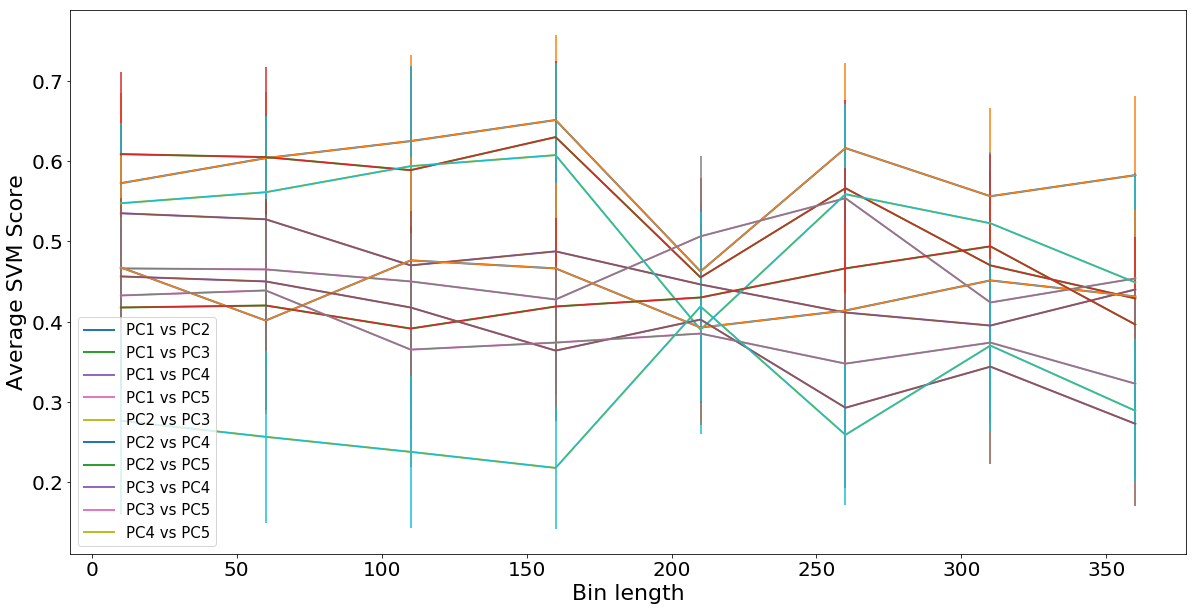 Average SVM Score
0.7
0.6
0.5
0.4
0.3
0.2
PC1 vs PC2
PC1 vs PC3
PC1 vs PC4
PC1 vs PC5
PC2 vs PC3
PC2 vs PC4
PC2 vs PC5
PC3 vs PC4
PC3 vs PC5
PC4 vs PC5
0 50 100 150 200 250 300 350
Bin length